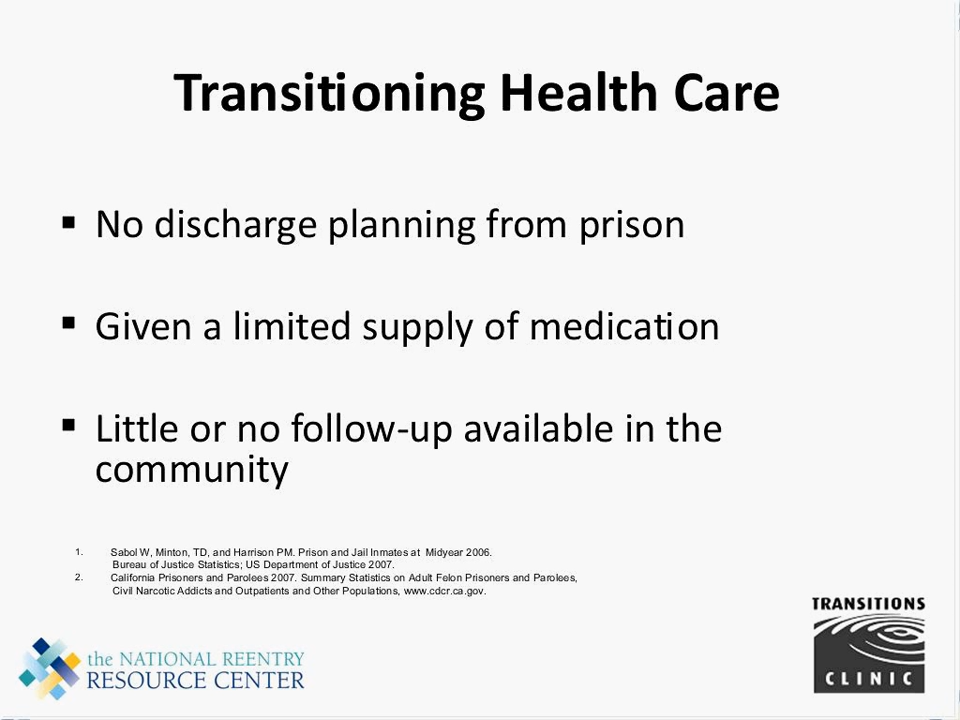 Transitioning Health Care
▪ No discharge planning from prison
▪ Given a limited supply of medication
▪ Little or no follow-up available in the
community
1. Sabol W, Minton, TD, and Harrison PM. Prison and Jail Inmates at Midyear 2006.
Bureau of Justice Statistics; US Department of Justice 2007.
2. California Prisoners and Parolees 2007. Summary Statistics on Adult Felon Prisoners and Parolees,
Civil Narcotic Addicts and Outpatients and Other Populations, www.cdcr.ca.gov.
the NATIONAL REENTRY
RESOURCE CENTER
TRANSITIONS
CLINIC